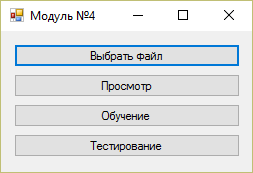 Модуль №4
Выбрать файл
Просмотр
Обучение
Тестирование